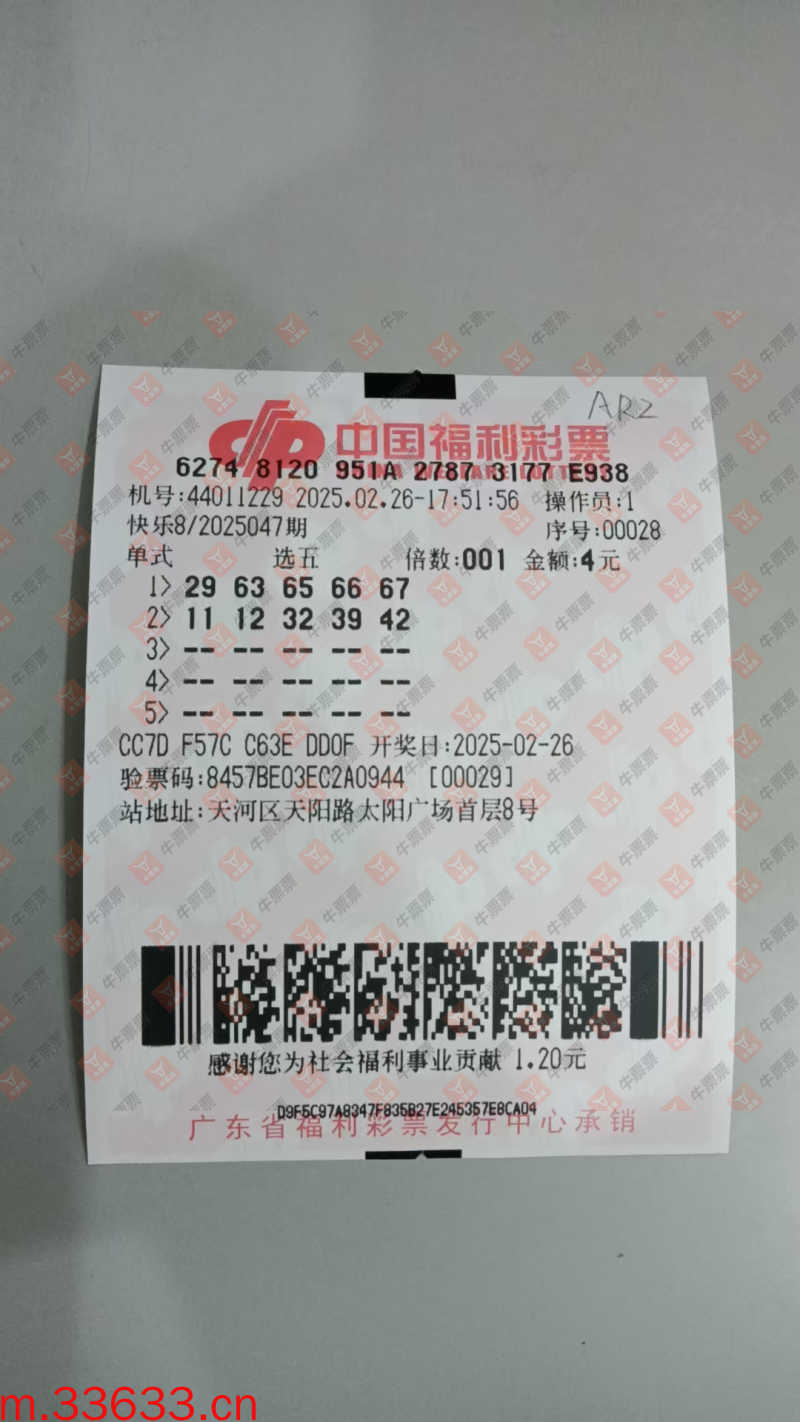 AR2
中国福利彩票
6274 8120 951A 2787 3177 E938
机号:44011229 2025.02.26-17:51:56 操作员:1
快乐8/2025047期 序号:00028
单式 选五 倍数:001 金额:4元
1> 29 63 65 66 67
2> 11 12 32 39 42
3> -- -- -- -- --
4> -- -- -- -- --
5> -- -- -- -- --
CC7D F57C C63E DD0F 开奖日:2025-02-26
验票码:8457BE03EC2A0944 [00029]
站地址:天河区天阳路太阳广场首层8号
感谢您为社会福利事业贡献 1.20元
D9F5C97A8347F835B27E245357E8CA04
广东省福利彩票发行中心承销
牛票票
m.33633.cn